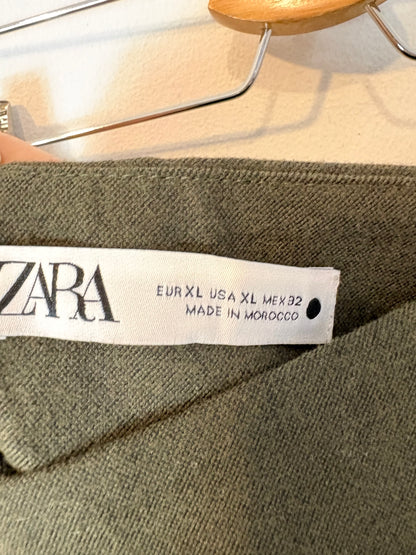 ZARA
EUR XL USA XL MEX 32
MADE IN MOROCCO